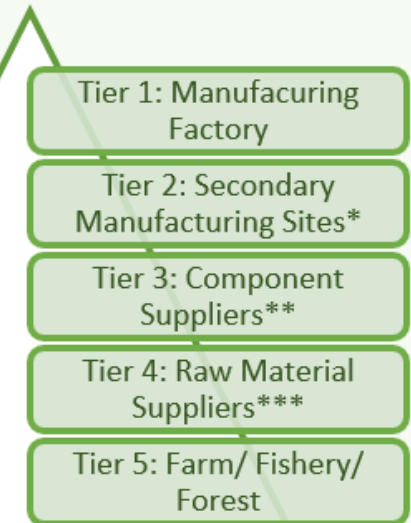 Tier 1: Manufacuring
Factory
Tier 2: Secondary
Manufacturing Sites*
Tier 3: Component
Suppliers**
Tier 4: Raw Material
Suppliers***
Tier 5: Farm/ Fishery/
Forest